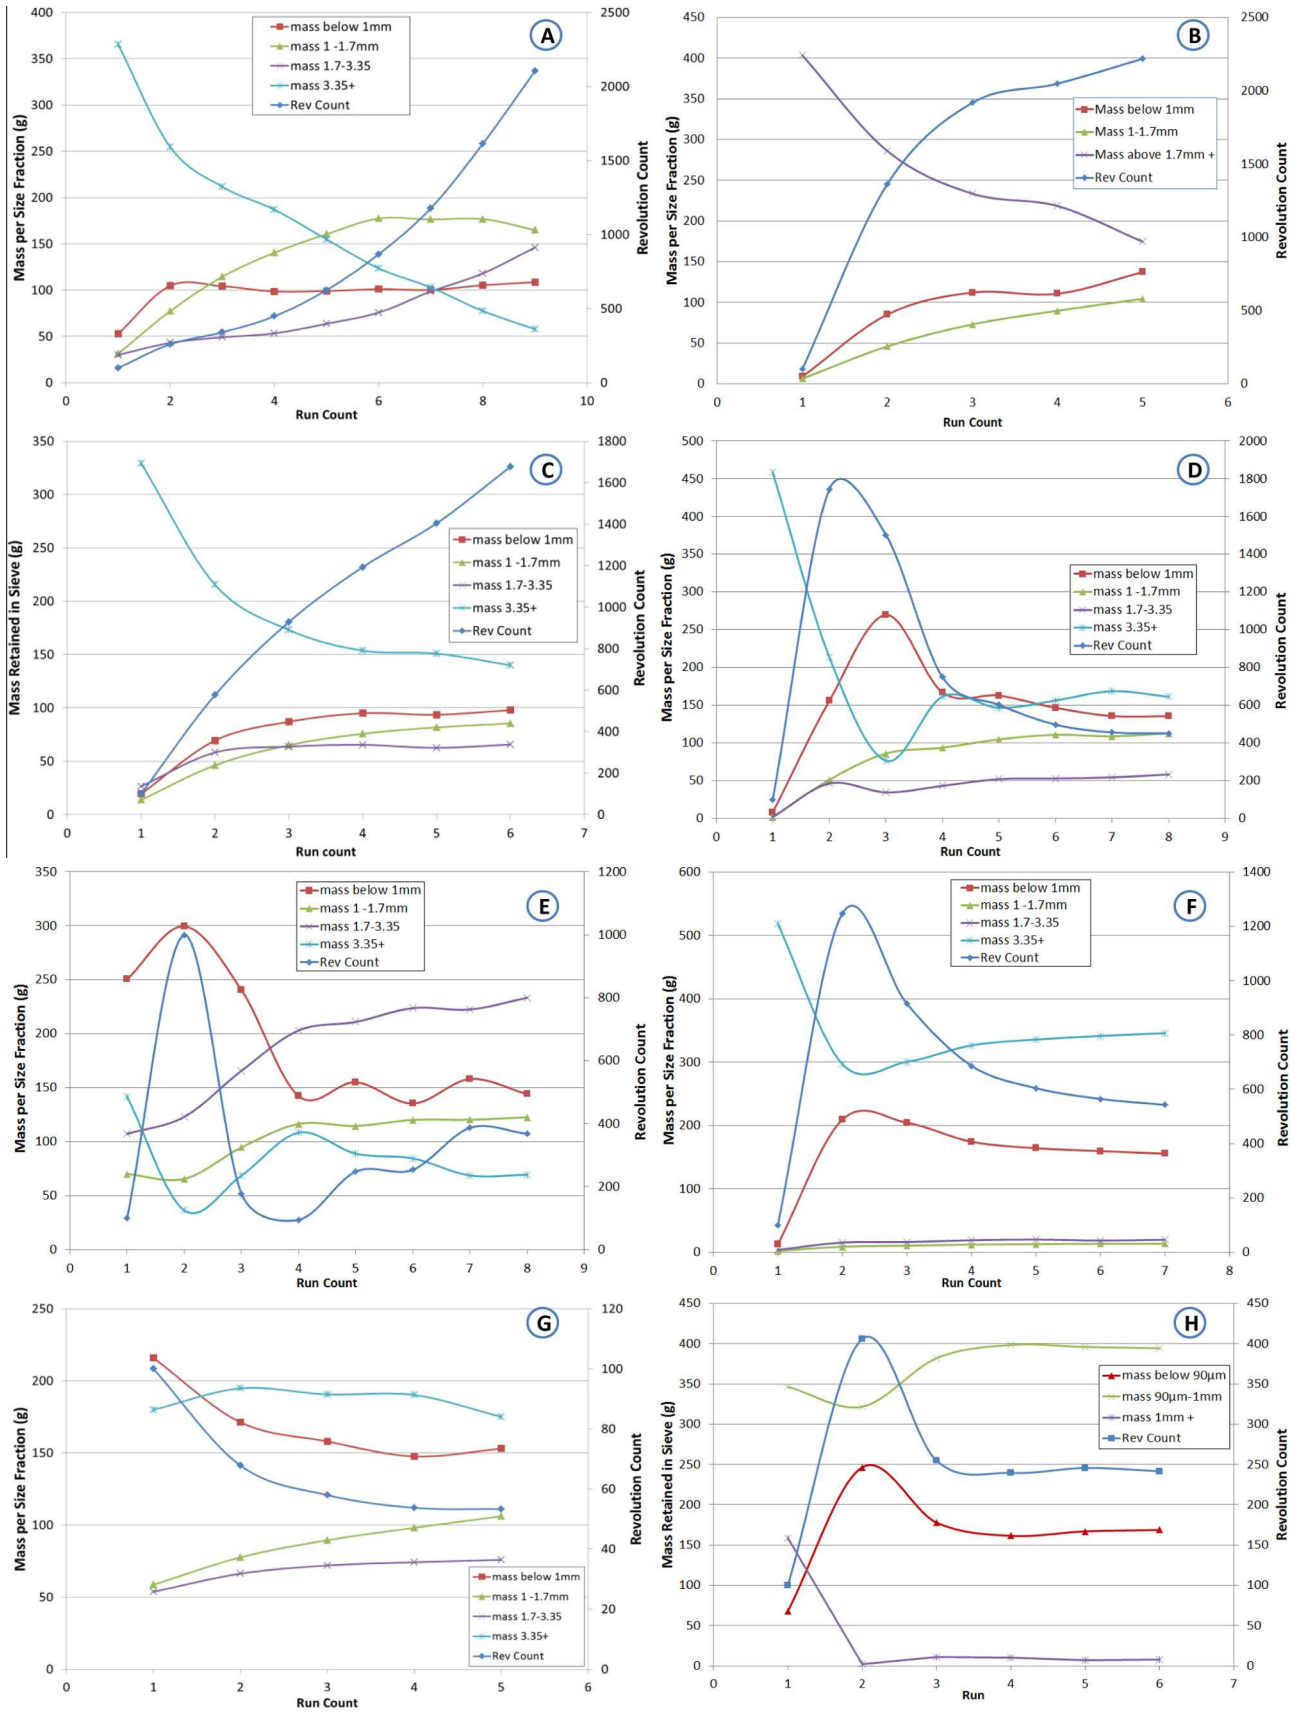 A
mass below 1mm
mass 1 -1.7mm
mass 1.7-3.35
mass 3.35+
Rev Count
Mass per Size Fraction (g)
400
350
300
250
200
150
100
50
0
2500
2000
1500
1000
500
0
Revolution Count
0 2 4 6 8 10
Run Count
B
Mass below 1mm
Mass 1-1.7mm
Mass above 1.7mm +
Rev Count
Mass per Size Fraction (g)
450
400
350
300
250
200
150
100
50
0
2500
2000
1500
1000
500
0
Revolution Count
0 1 2 3 4 5 6
Run Count
C
mass below 1mm
mass 1 -1.7mm
mass 1.7-3.35
mass 3.35+
Rev Count
Mass Retained in Sieve (g)
350
300
250
200
150
100
50
0
1800
1600
1400
1200
1000
800
600
400
200
0
Revolution Count
0 1 2 3 4 5 6 7
Run count
D
mass below 1mm
mass 1 -1.7mm
mass 1.7-3.35
mass 3.35+
Rev Count
Mass per Size Fraction (g)
500
450
400
350
300
250
200
150
100
50
0
2000
1800
1600
1400
1200
1000
800
600
400
200
0
Revolution Count
0 1 2 3 4 5 6 7 8 9
Run Count
E
mass below 1mm
mass 1 -1.7mm
mass 1.7-3.35
mass 3.35+
Rev Count
Mass per Size Fraction (g)
350
300
250
200
150
100
50
0
1200
1000
800
600
400
200
0
Revolution Count
0 1 2 3 4 5 6 7 8 9
Run Count
F
mass below 1mm
mass 1 -1.7mm
mass 1.7-3.35
mass 3.35+
Rev Count
Mass per Size Fraction (g)
600
500
400
300
200
100
0
1400
1200
1000
800
600
400
200
0
Revolution Count
0 1 2 3 4 5 6 7 8
Run Count
G
mass below 1mm
mass 1 -1.7mm
mass 1.7-3.35
mass 3.35+
Rev Count
Mass per Size Fraction (g)
250
200
150
100
50
0
120
100
80
60
40
20
0
Revolution Count
0 1 2 3 4 5 6
Run Count
H
mass below 90μm
mass 90μm-1mm
mass 1mm +
Rev Count
Mass Retained in Sieve (g)
450
400
350
300
250
200
150
100
50
0
450
400
350
300
250
200
150
100
50
0
Revolution Count
0 1 2 3 4 5 6 7
Run